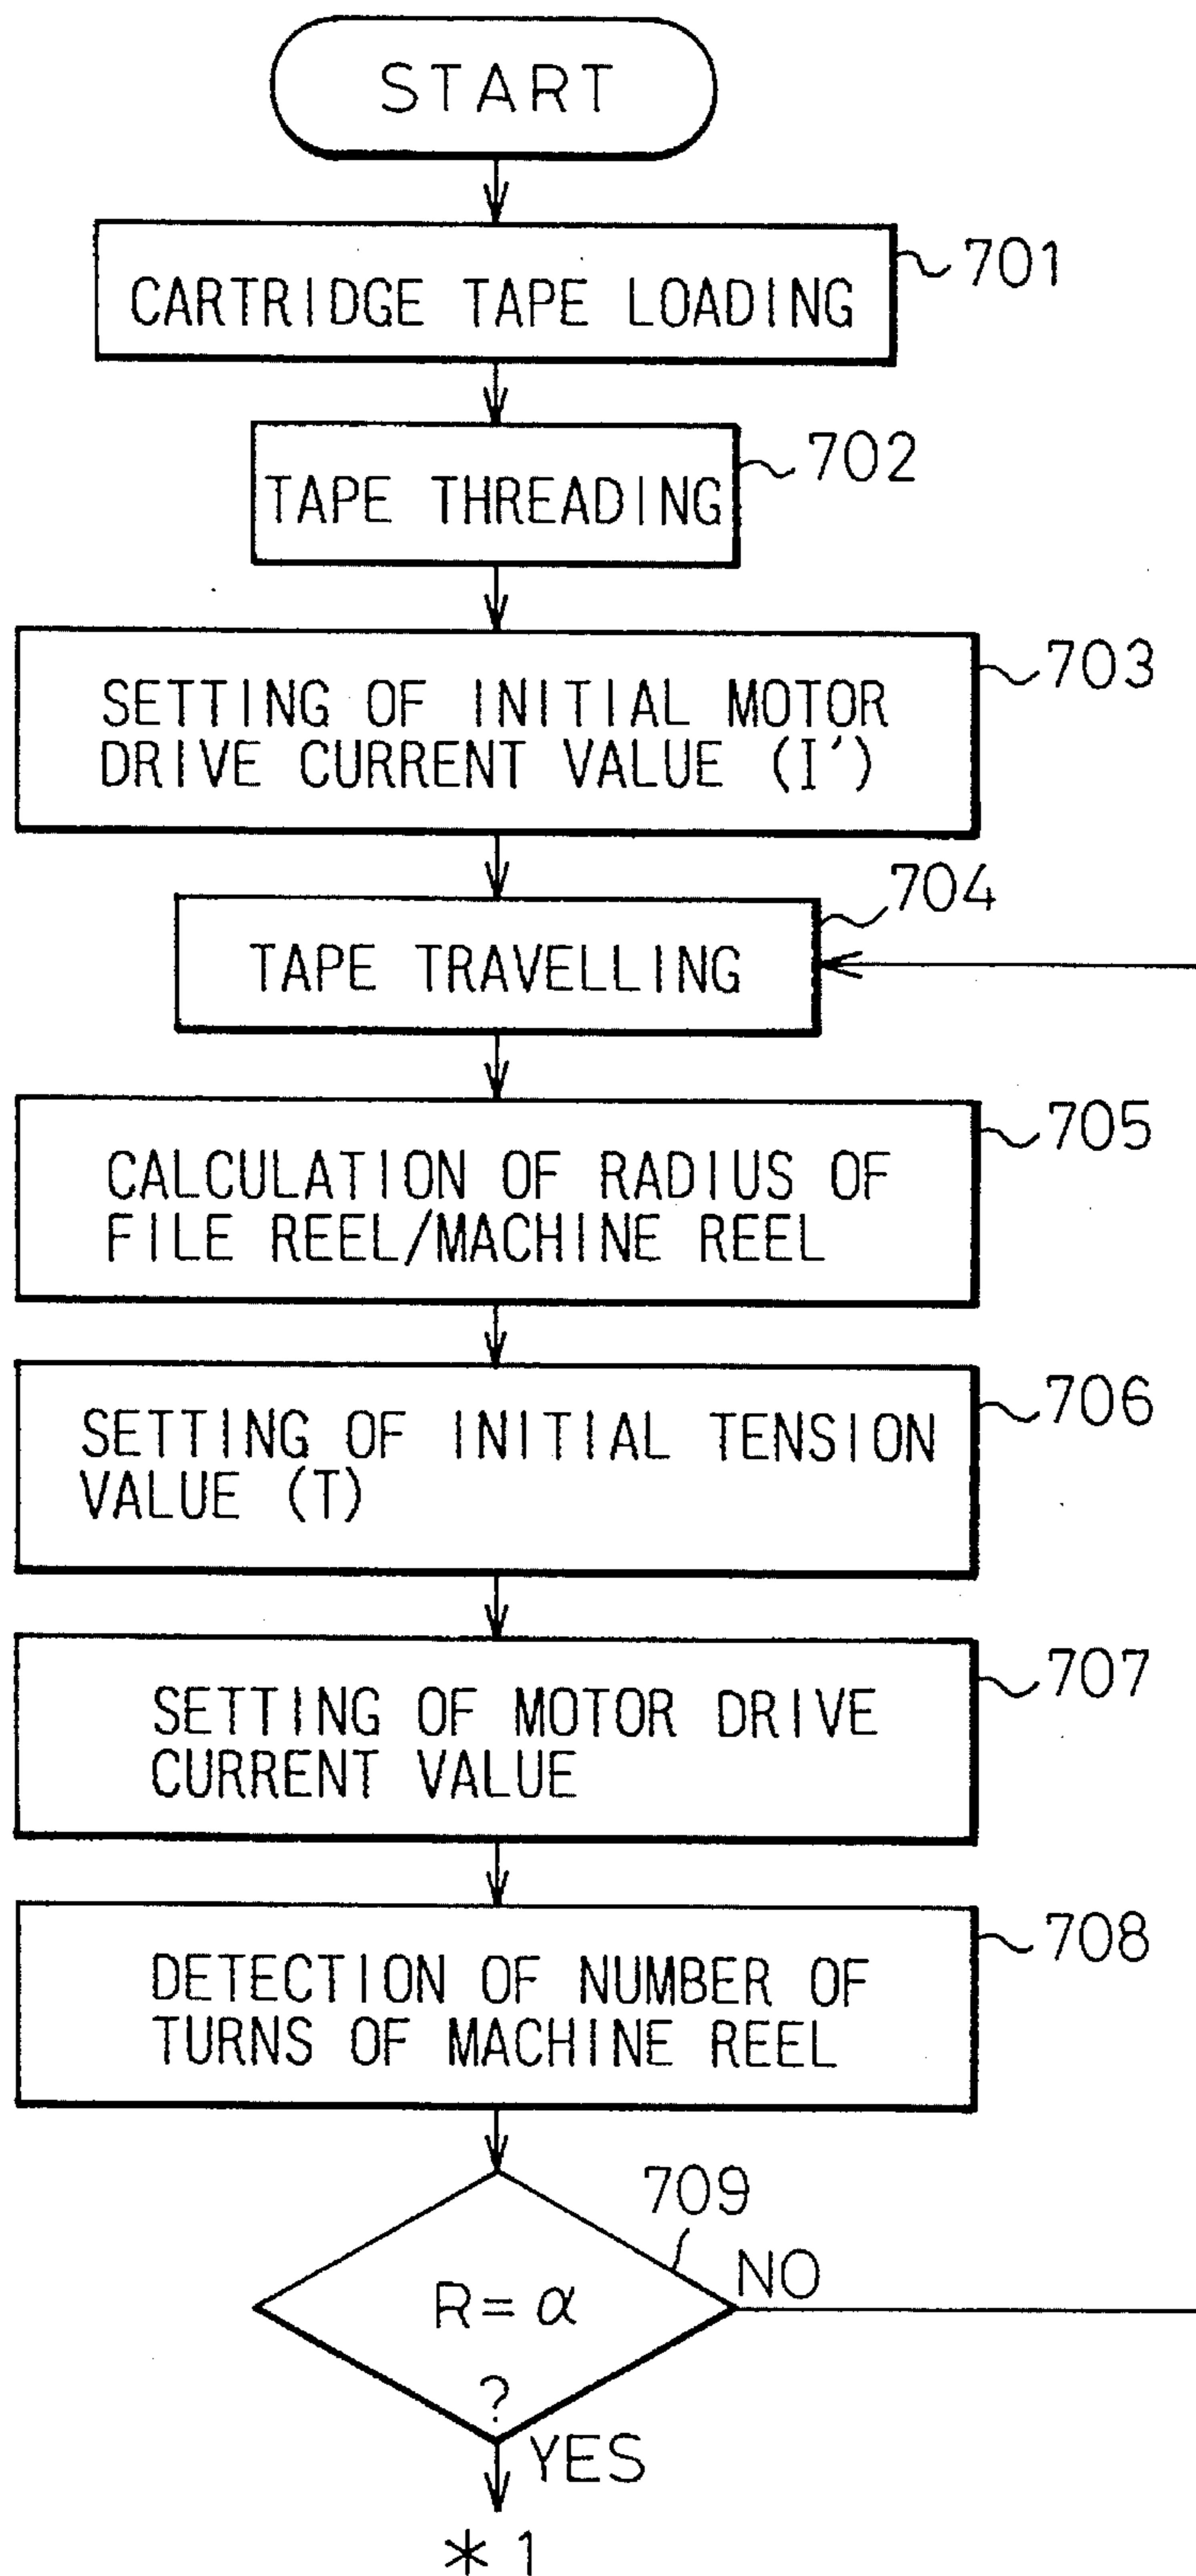 START
CARTRIDGE TAPE LOADING
701
TAPE THREADING
702
SETTING OF INITIAL MOTOR
DRIVE CURRENT VALUE (I')
703
TAPE TRAVELLING
704
CALCULATION OF RADIUS OF
FILE REEL/MACHINE REEL
705
SETTING OF INITIAL TENSION
VALUE (T)
706
SETTING OF MOTOR DRIVE
CURRENT VALUE
707
DETECTION OF NUMBER OF
TURNS OF MACHINE REEL
708
709
R = α
?
NO
YES
*1